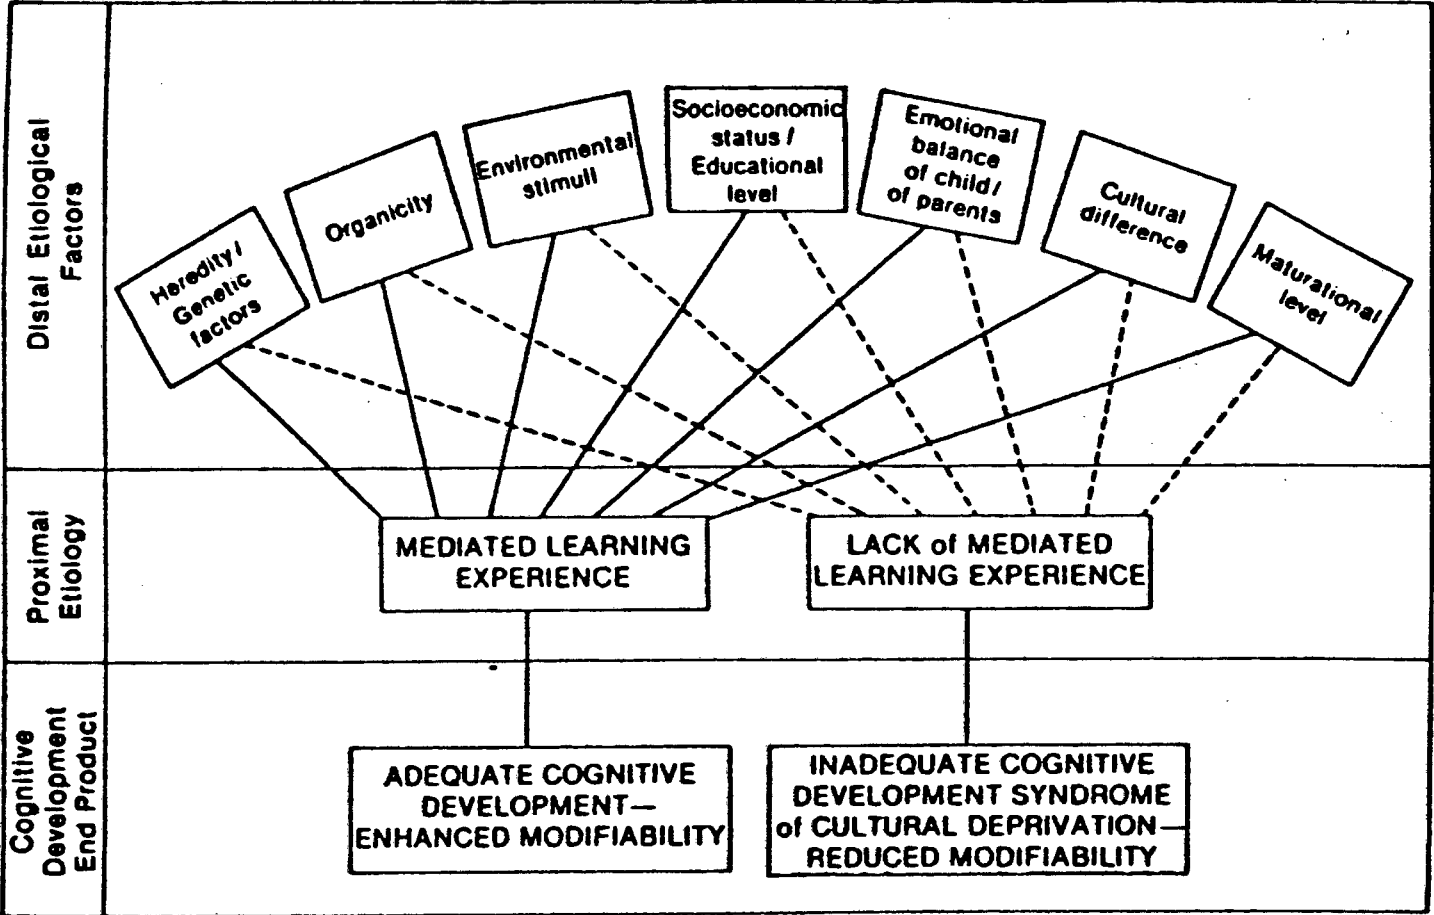 Distal Etiological
Factors
Heredity/
Genetic
factors
Organicity
Environmental
stimuli
Socioeconomic
status /
Educational
level
Emotional
balance
of child/
of parents
Cultural
difference
Maturational
level
Proximal
Etiology
MEDIATED LEARNING
EXPERIENCE
LACK of MEDIATED
LEARNING EXPERIENCE
Cognitive
Development
End Product
ADEQUATE COGNITIVE
DEVELOPMENT—
ENHANCED MODIFIABILITY
INADEQUATE COGNITIVE
DEVELOPMENT SYNDROME
of CULTURAL DEPRIVATION—
REDUCED MODIFIABILITY